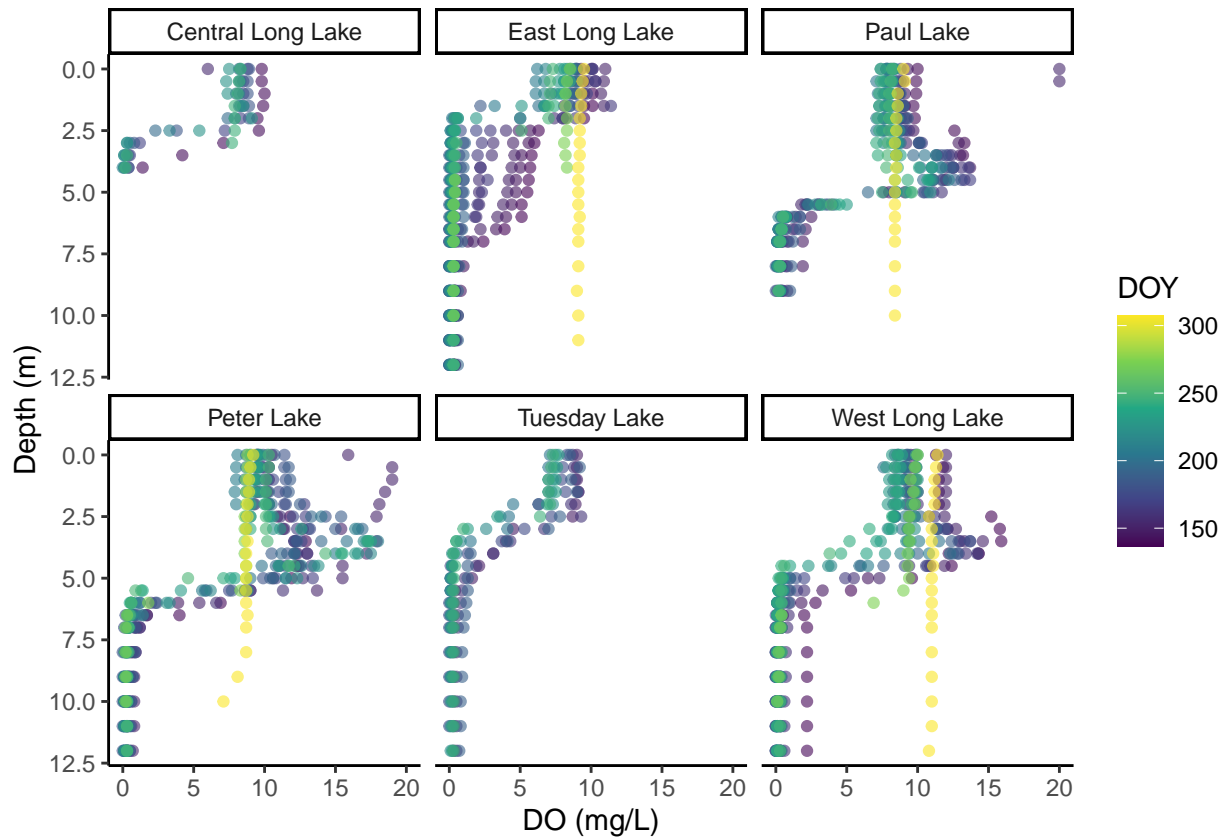 Central Long Lake
East Long Lake
Paul Lake
0.0
2.5
5.0
7.5
10.0
12.5
Peter Lake
Tuesday Lake
West Long Lake
0.0
2.5
5.0
7.5
10.0
12.5
0 5 10 15 20
0 5 10 15 20
0 5 10 15 20
DO (mg/L)
Depth (m)
DOY
300
250
200
150